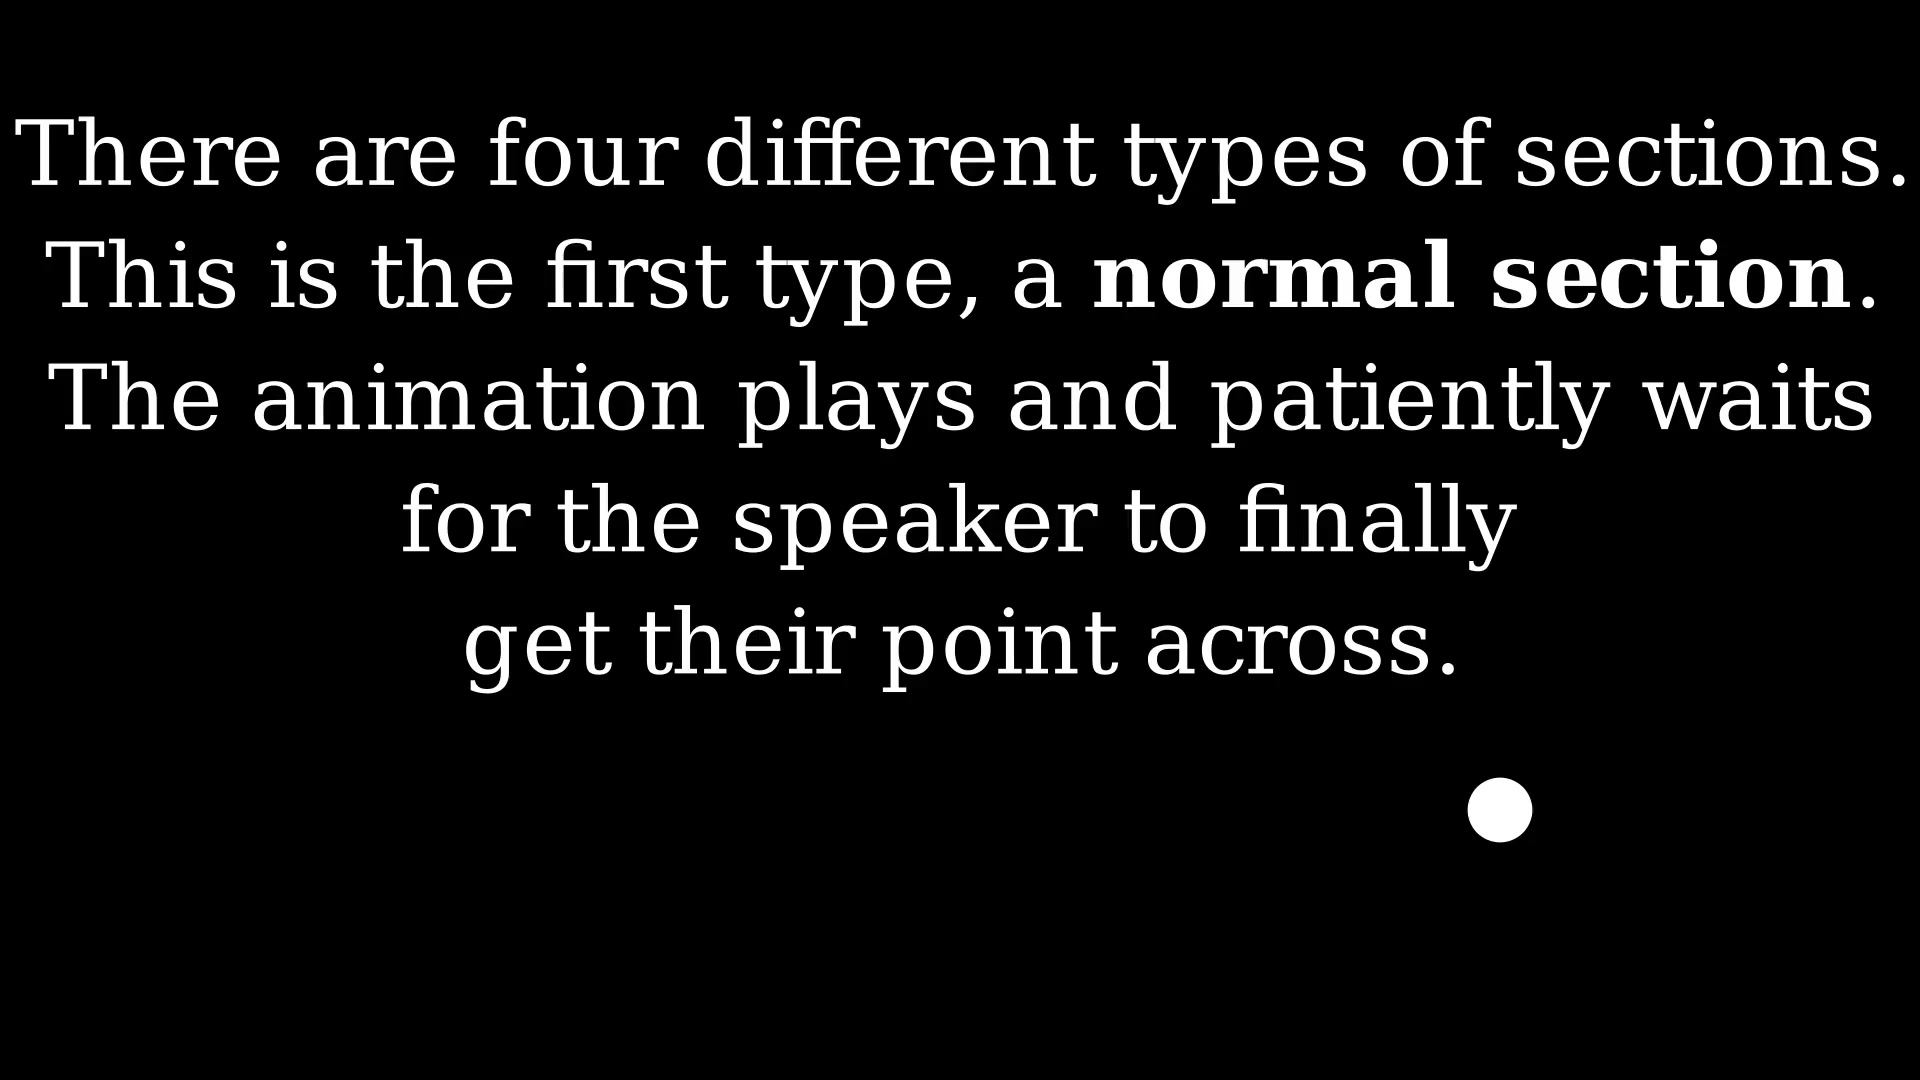 There are four different types of sections.
This is the first type, a normal section.
The animation plays and patiently waits
for the speaker to finally
get their point across.